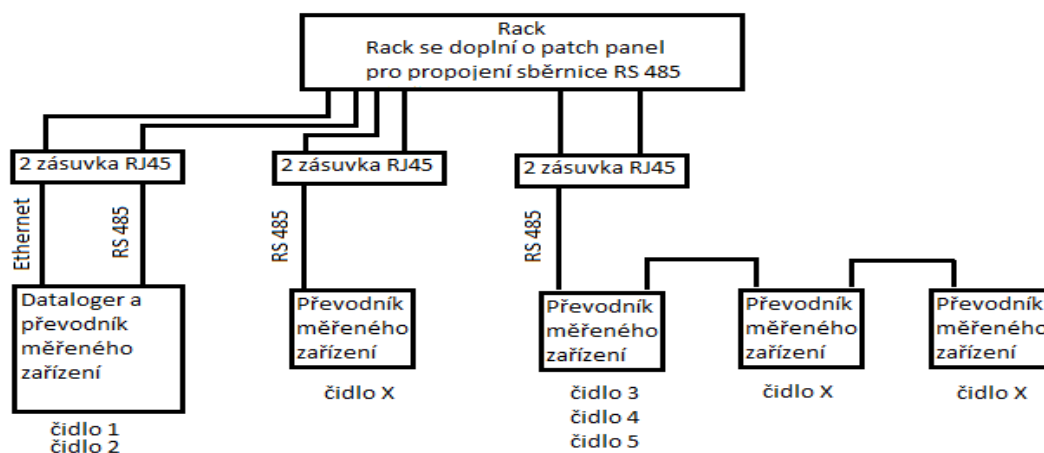 Rack
Rack se doplní o patch panel
pro propojení sběrnice RS 485
2 zásuvka RJ45
2 zásuvka RJ45
2 zásuvka RJ45
Ethernet
RS 485
RS 485
RS 485
Dataloger a
převodník
měřeného
zařízení
Převodník
měřeného
zařízení
Převodník
měřeného
zařízení
Převodník
měřeného
zařízení
Převodník
měřeného
zařízení
čidlo 1
čidlo 2
čidlo X
čidlo 3
čidlo 4
čidlo 5
čidlo X
čidlo X